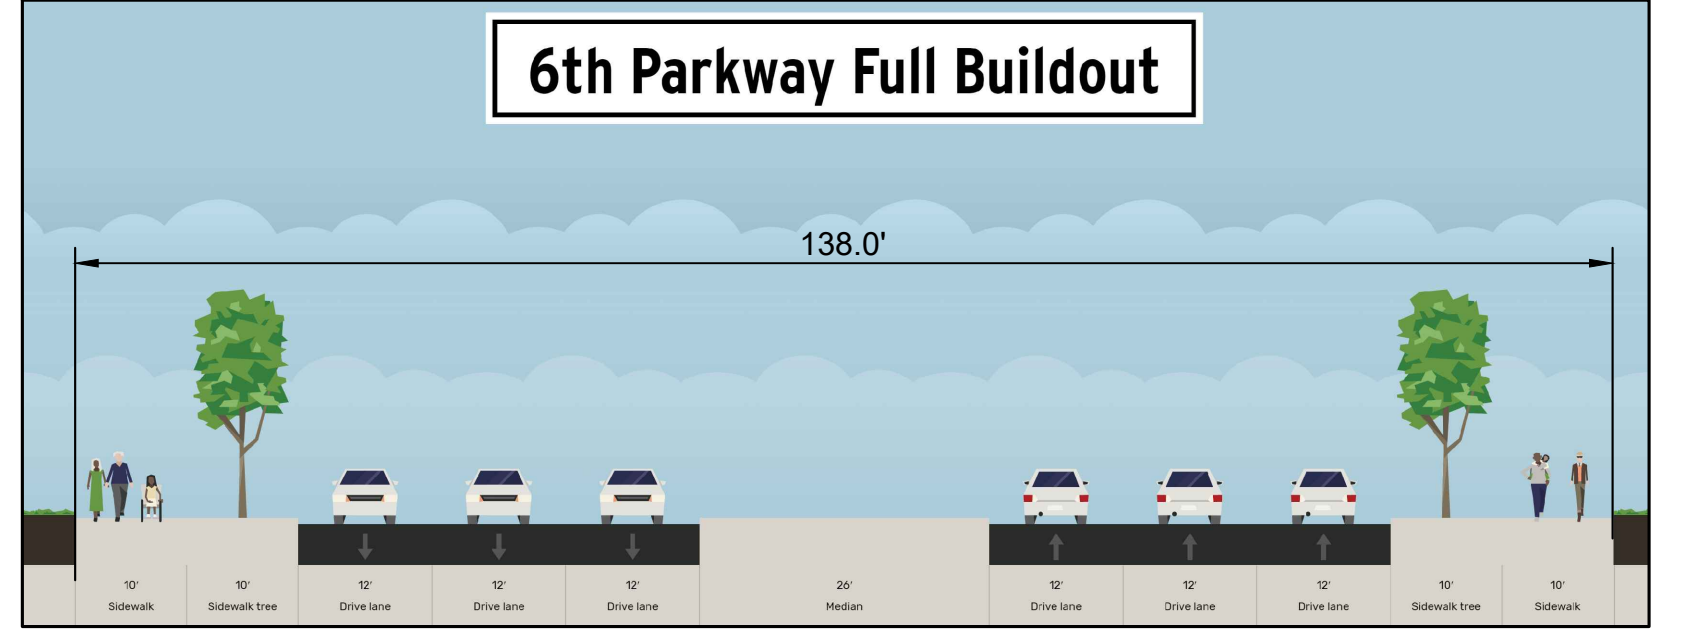 6th Parkway Full Buildout
138.0'
10' 10' 12' 12' 12' 26' 12' 12' 12' 10' 10'
Sidewalk Sidewalk tree Drive lane Drive lane Drive lane Median Drive lane Drive lane Drive lane Sidewalk tree Sidewalk